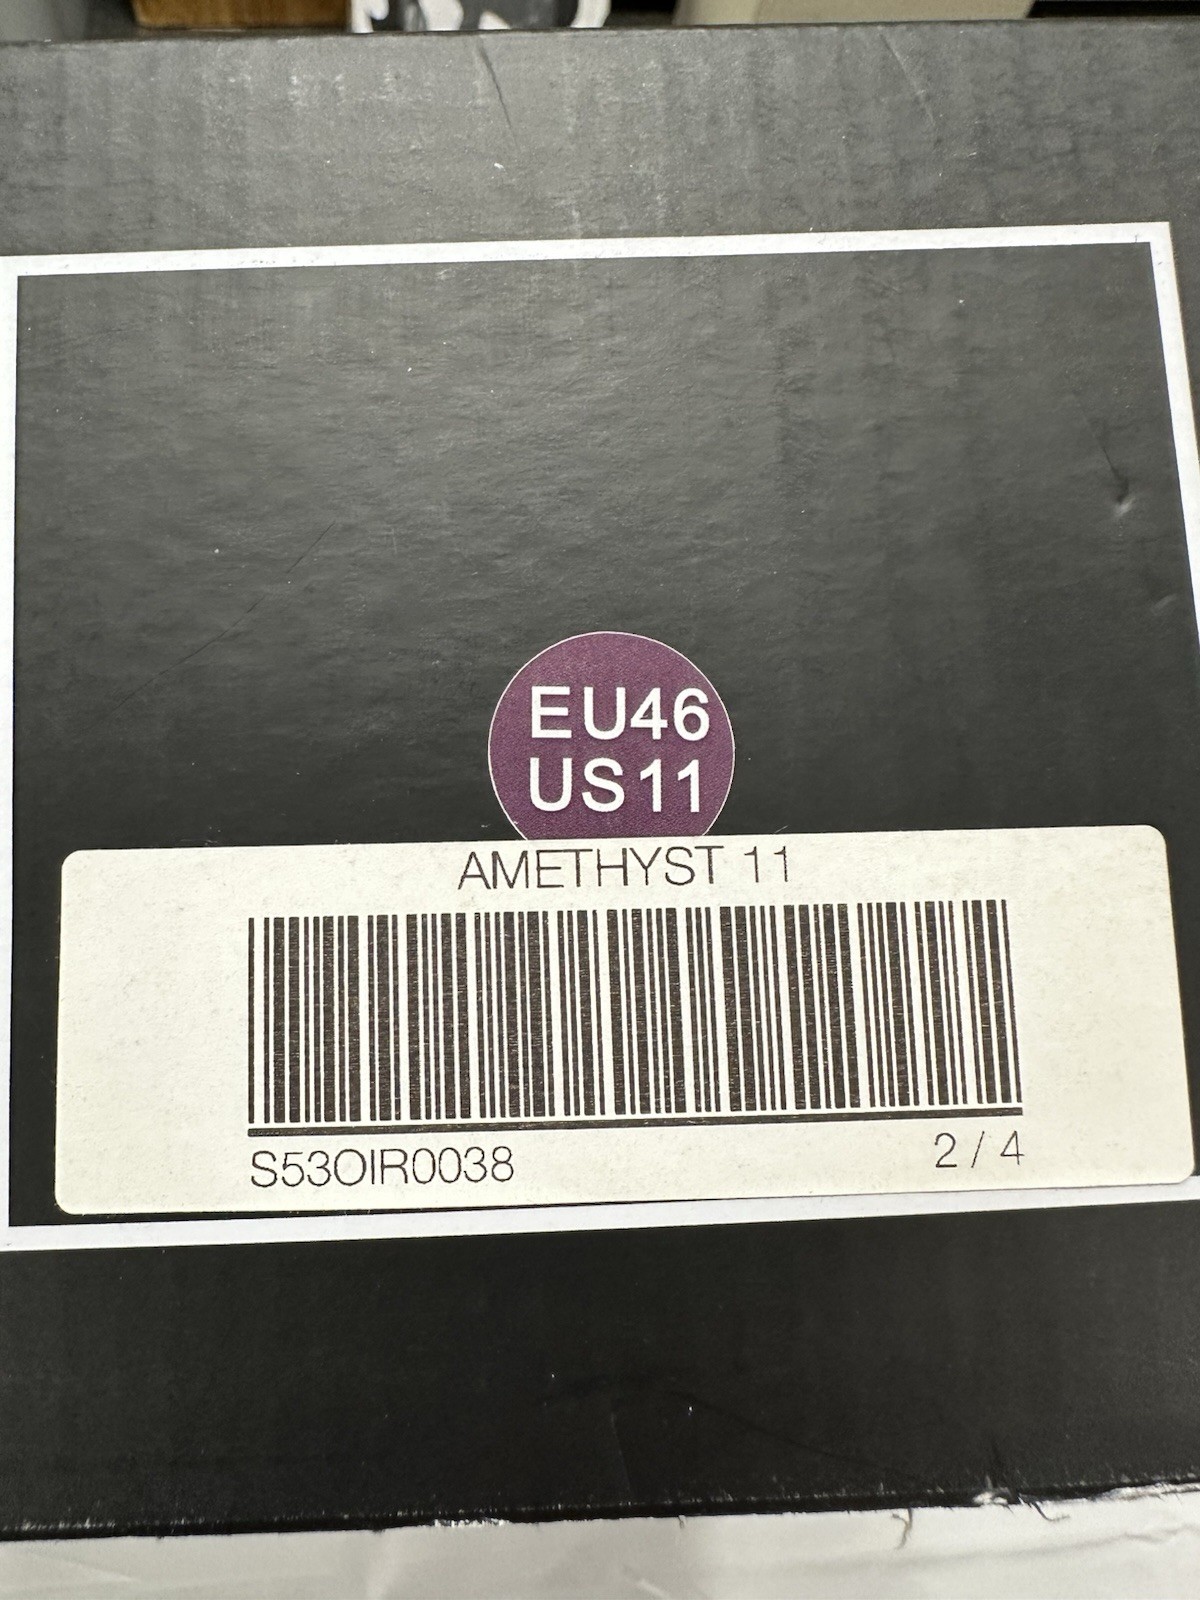 EU46
US11
AMETHYST 11
S53OIR0038
2 / 4